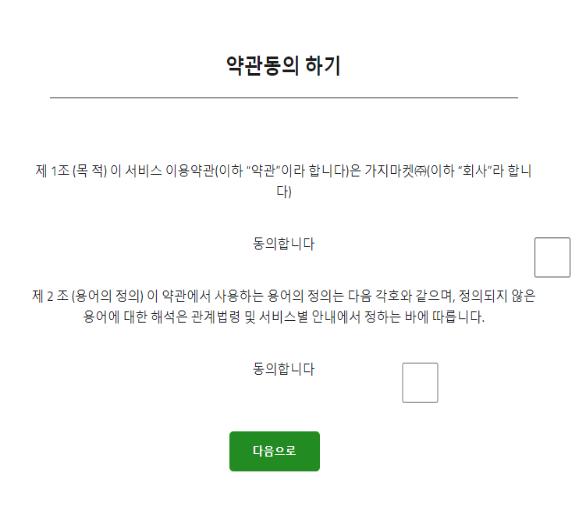 약관동의 하기
제 1조 (목 적) 이 서비스 이용약관(이하 "약관"이라 합니다)은 가지마켓㈜(이하 "회사"라 합니
다)
동의합니다
제 2 조 (용어의 정의) 이 약관에서 사용하는 용어의 정의는 다음 각호와 같으며, 정의되지 않은
용어에 대한 해석은 관계법령 및 서비스별 안내에서 정하는 바에 따릅니다.
동의합니다
다음으로